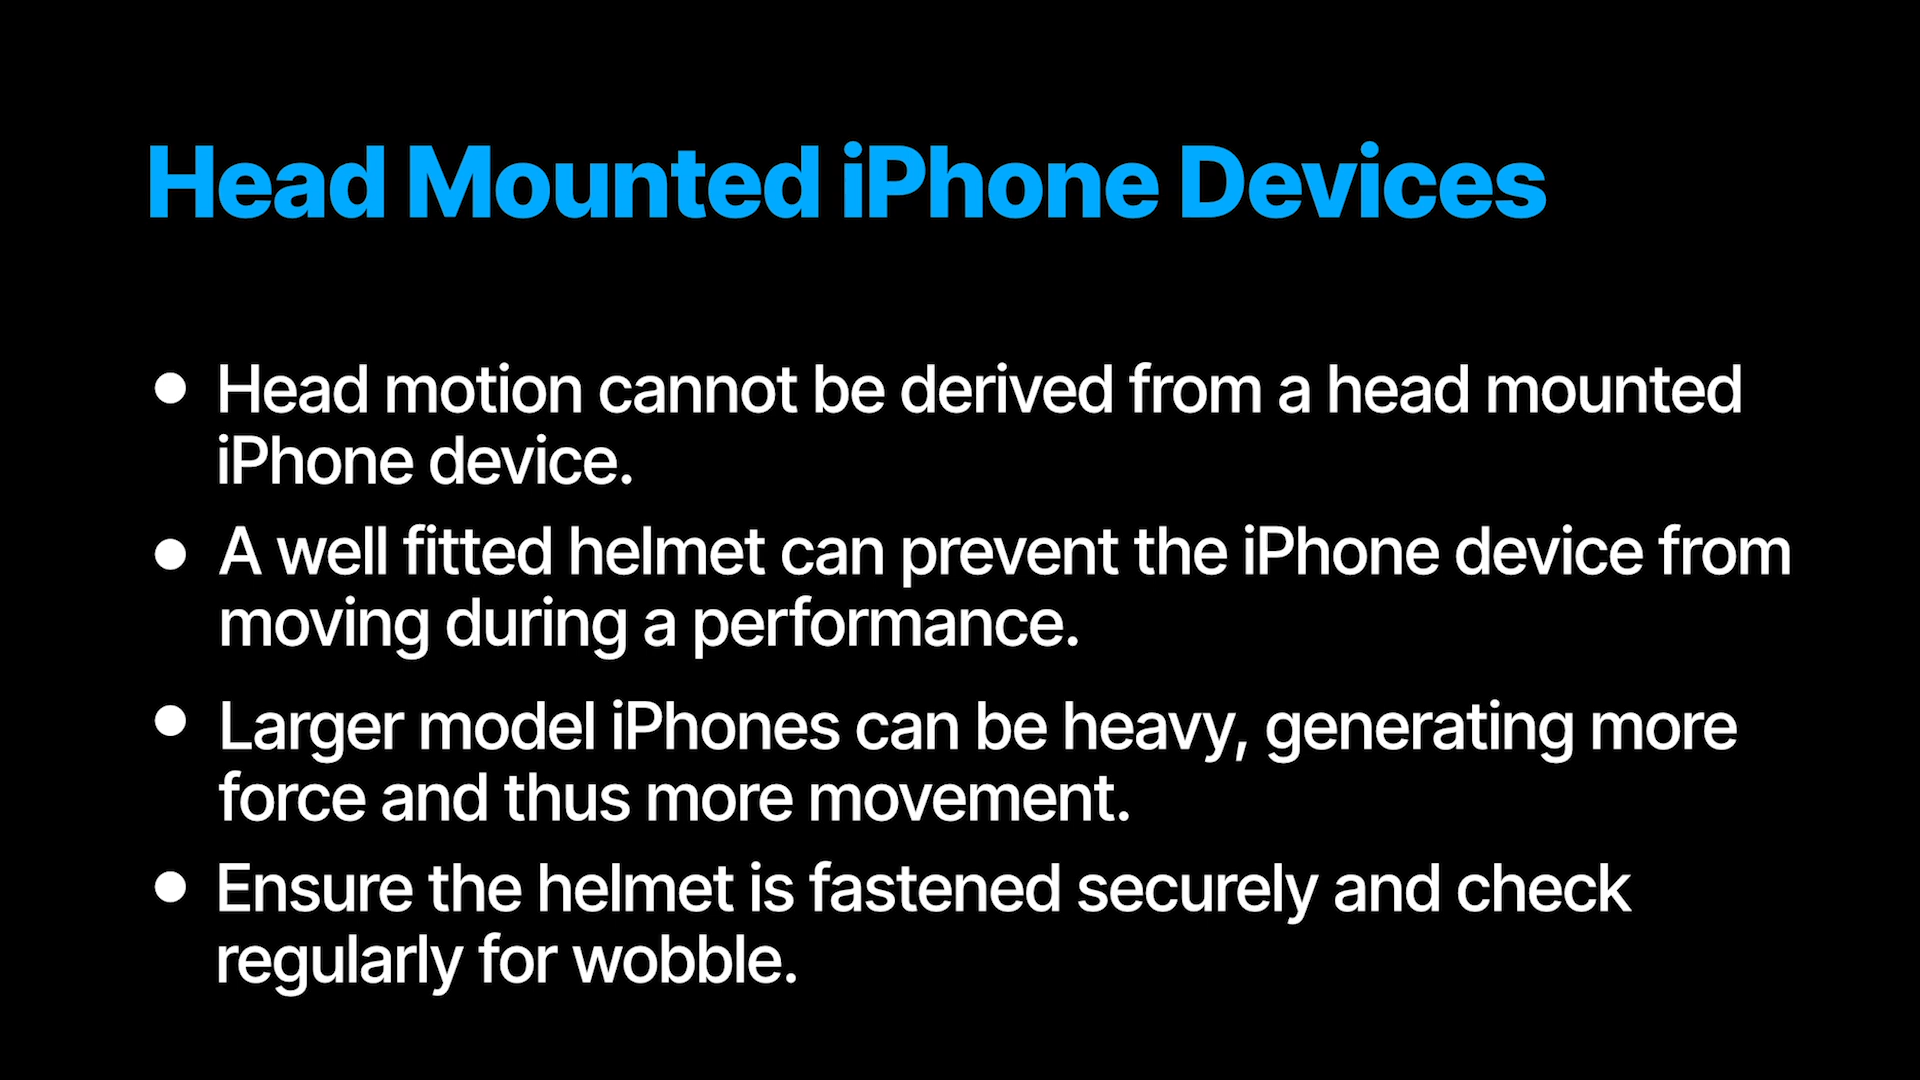 Head Mounted iPhone Devices
● Head motion cannot be derived from a head mounted
iPhone device.
● A well fitted helmet can prevent the iPhone device from
moving during a performance.
● Larger model iPhones can be heavy, generating more
force and thus more movement.
● Ensure the helmet is fastened securely and check
regularly for wobble.